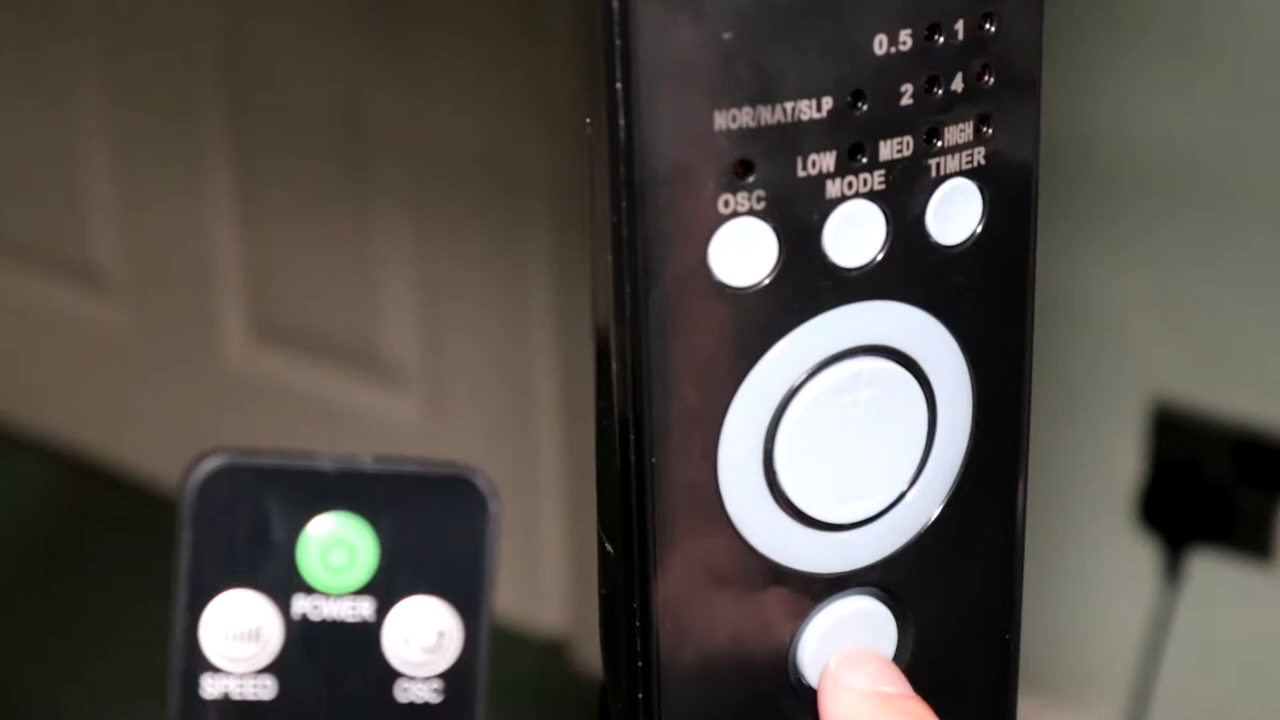 0.5 1
2 4
NOR/NAT/SLP
LOW MED HIGH
OSC MODE TIMER
POWER
SPEED OSC